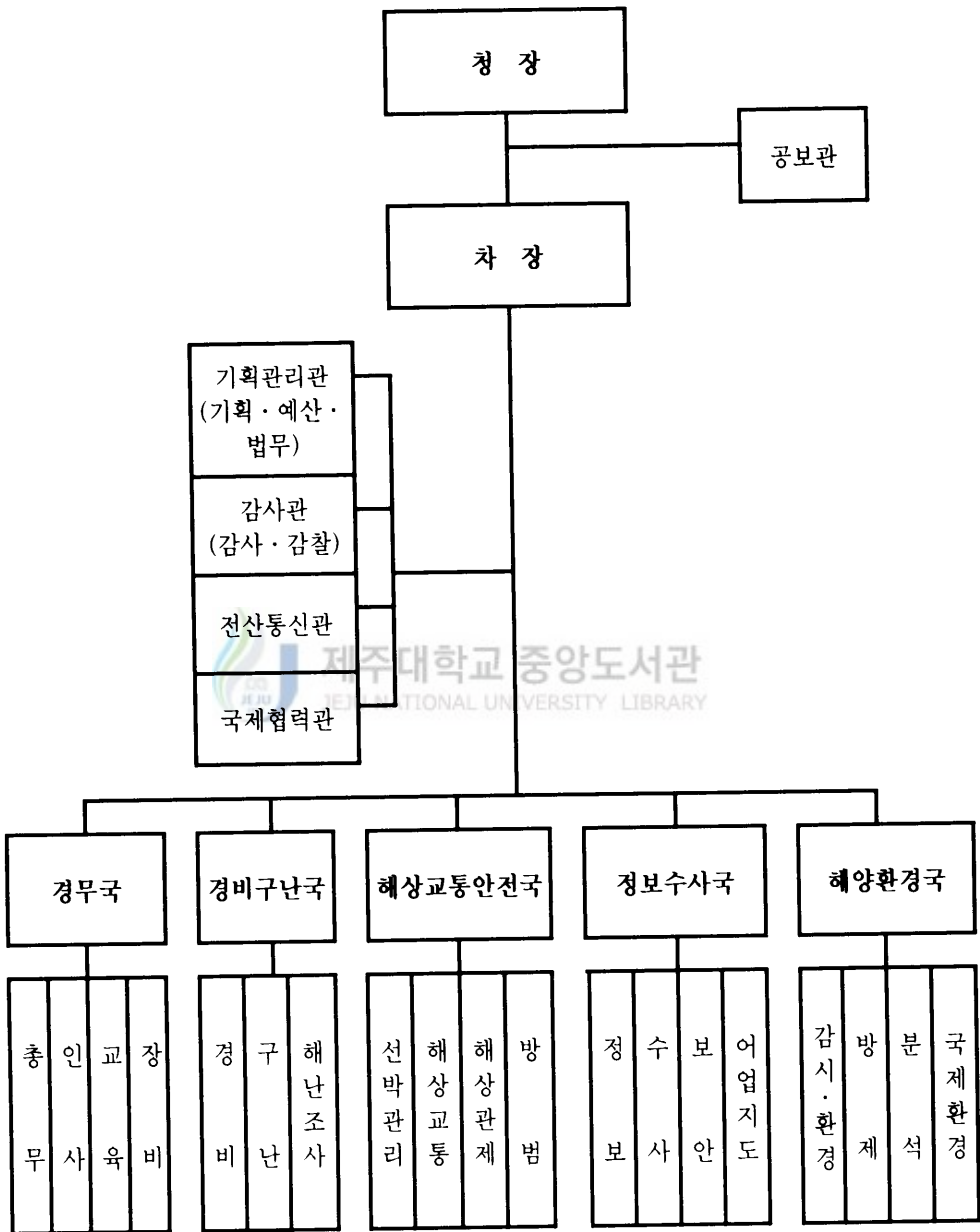 청 장
공보관
차 장
기획관리관
(기획 · 예산 ·
법무)
감사관
(감사 · 감찰)
전산통신관
국제협력관
제주대학교 중앙도서관
JEJU NATIONAL UNIVERSITY LIBRARY
JEJU
경무국
경비구난국
해상교통안전국
정보수사국
해양환경국
총무
인사
교육
장비
경비
구난
해난조사
선박관리
해상교통
해상관제
방범
정보
수사
보안
어업지도
감시·환경
방제
분석
국제환경